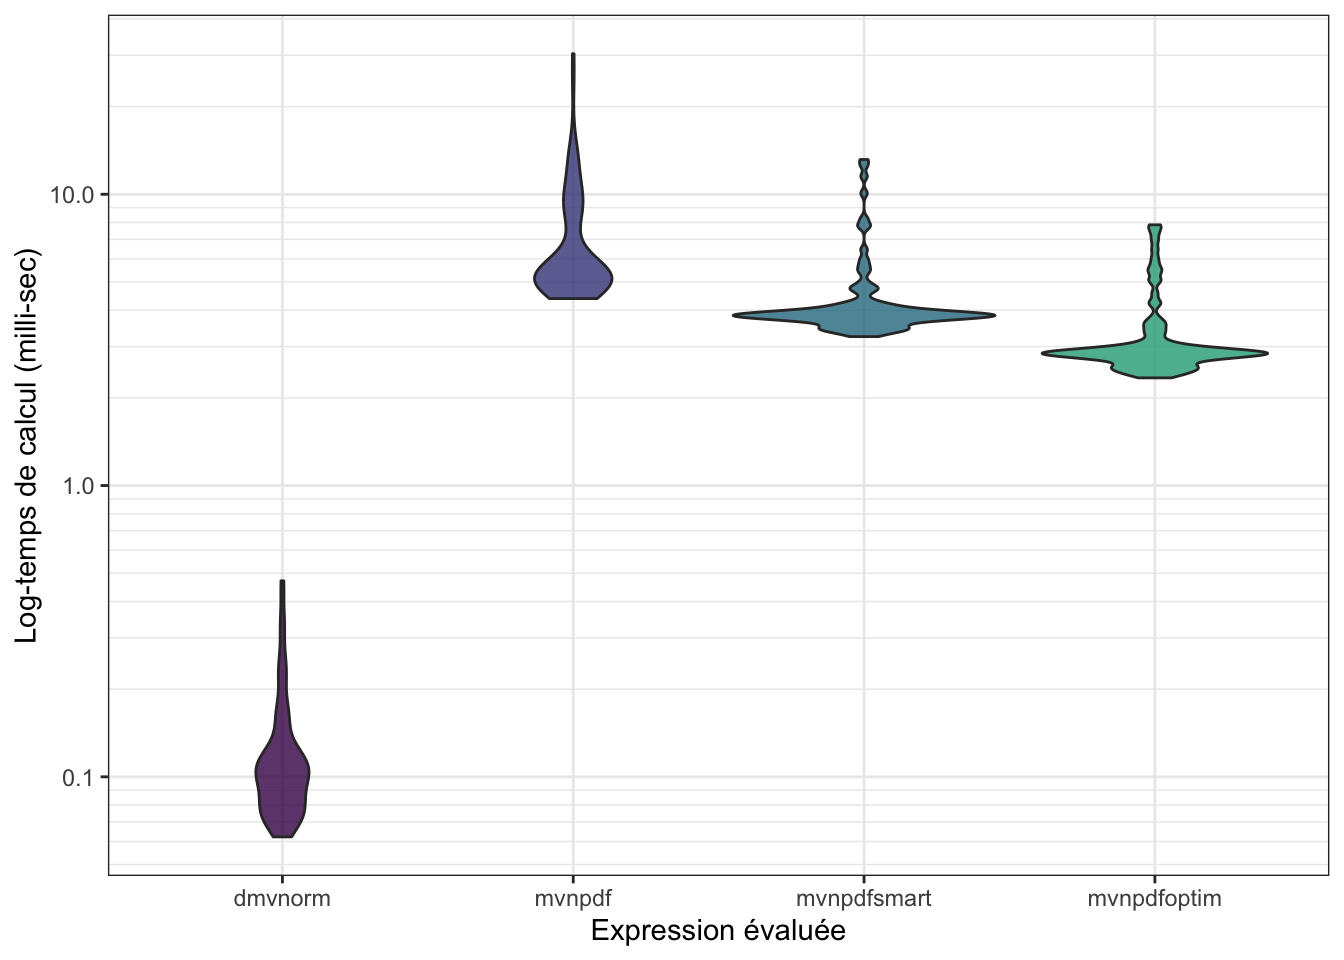 Log-temps de calcul (milli-sec)
10.0
1.0
0.1
dmvnorm
mvnpdf
mvnpdfsmart
mvnpdfoptim
Expression évaluée